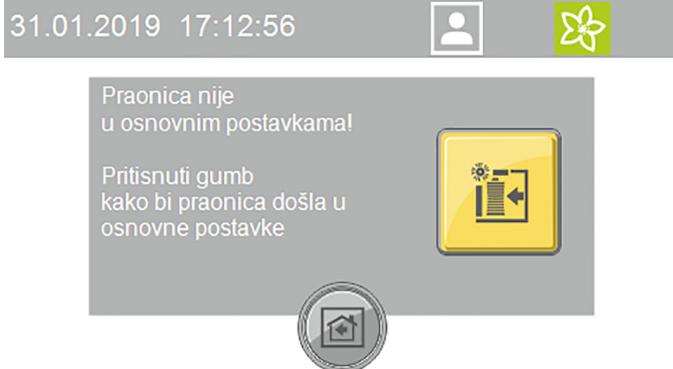 31.01.2019 17:12:56
Praonica nije
u osnovnim postavkama!
Pritisnuti gumb
kako bi praonica došla u
osnovne postavke